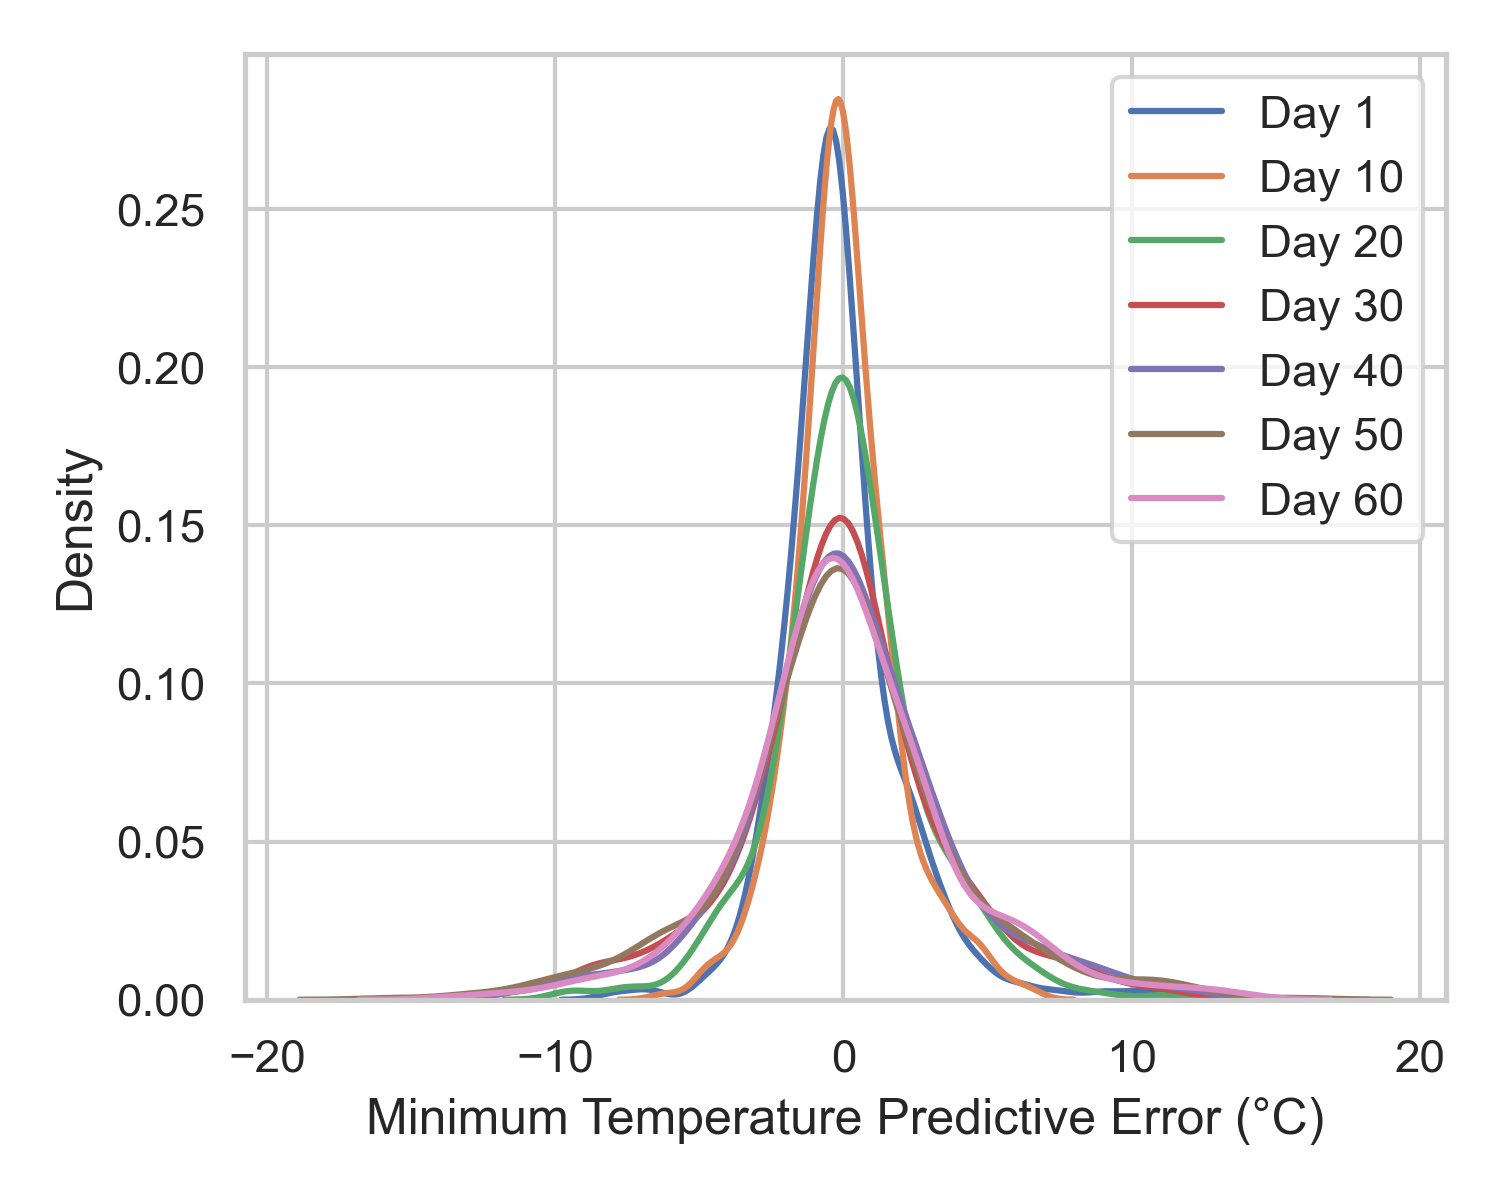 Day 1
Day 10
Day 20
Day 30
Day 40
Day 50
Day 60
0.25
0.20
0.15
0.10
0.05
0.00
Density
−20
−10
0
10
20
Minimum Temperature Predictive Error (°C)